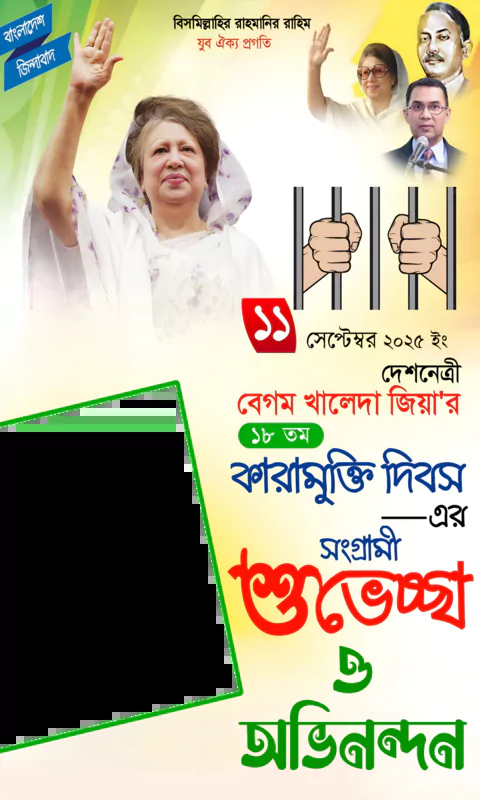 বাংলাদেশ
জিন্দাবাদ
বিসমিল্লাহির রাহমানির রাহিম
যুব ঐক্য প্রগতি
১১
সেপ্টেম্বর ২০২৫ ইং
দেশনেত্রী
বেগম খালেদা জিয়া'র
১৮ তম
কারামুক্তি দিবস
—এর
সংগ্রামী
শুভেচ্ছা
ও
অভিনন্দন